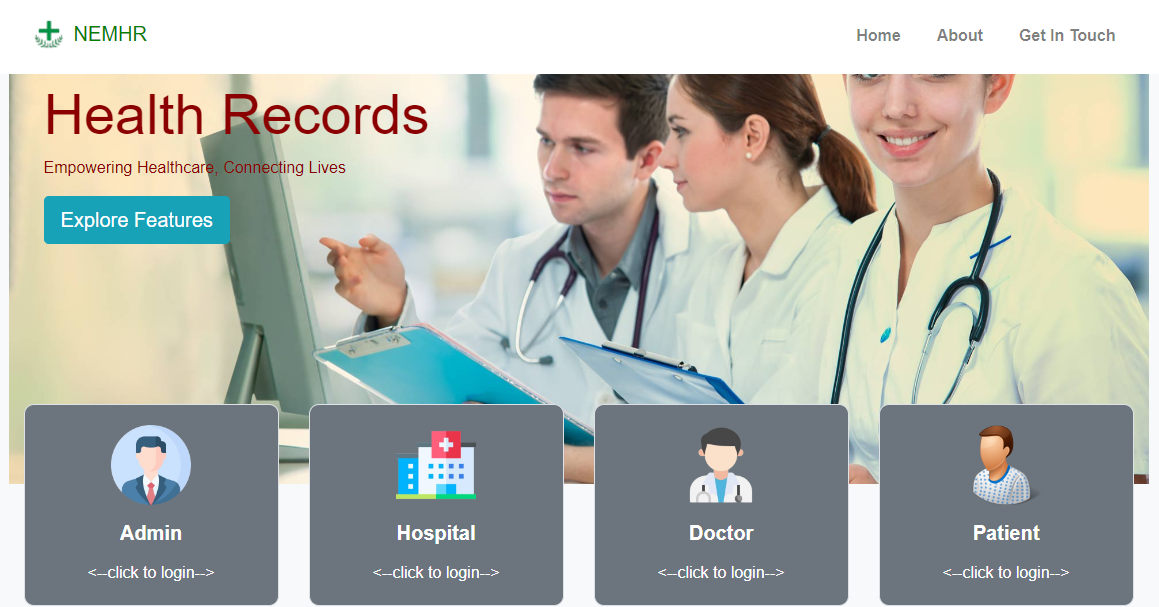 NEMHR
Home About Get In Touch
Health Records
Empowering Healthcare, Connecting Lives
Explore Features
Admin Hospital Doctor Patient
<--click to login--> <--click to login--> <--click to login--> <--click to login-->